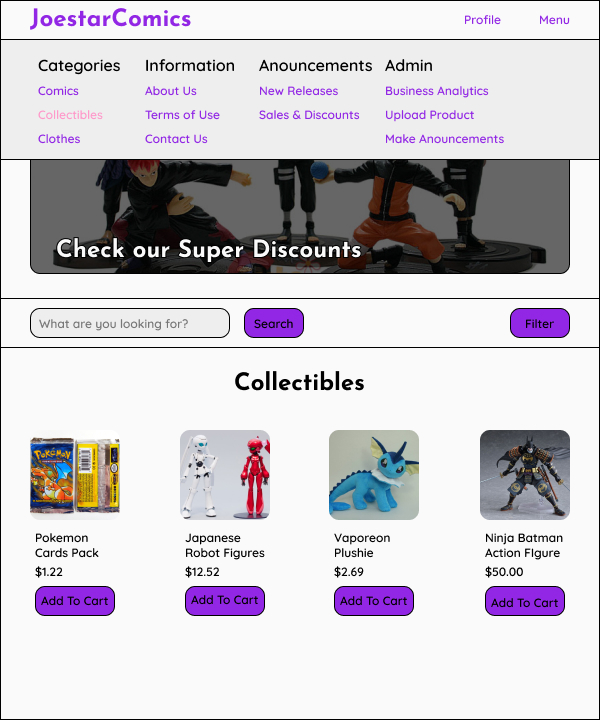 JoestarComics
Profile
Menu
Categories
Information
Anouncements
Admin
Comics
About Us
New Releases
Business Analytics
Collectibles
Terms of Use
Sales & Discounts
Upload Product
Clothes
Contact Us
Make Anouncements
Check our Super Discounts
What are you looking for?
Search
Filter
Collectibles
POKéMON
Pokemon
Cards Pack
$1.22
Add To Cart
Japanese
Robot Figures
$12.52
Add To Cart
Vaporeon
Plushie
$2.69
Add To Cart
Ninja Batman
Action FIgure
$50.00
Add To Cart